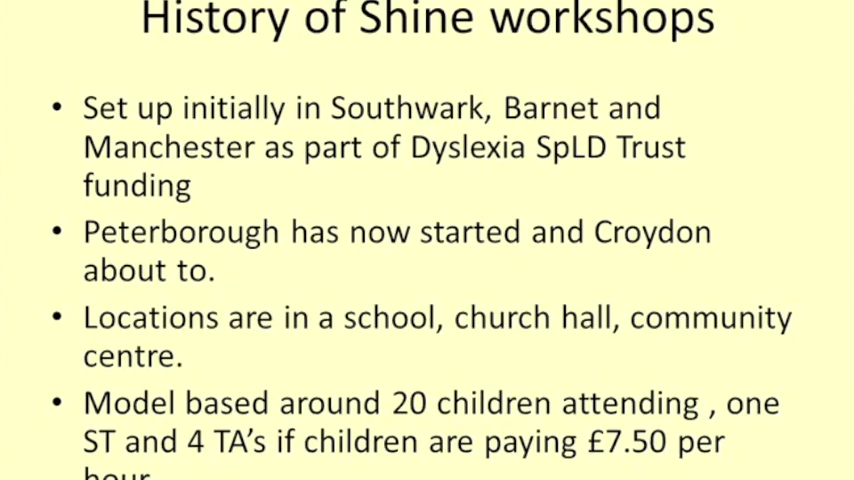 History of Shine workshops
• Set up initially in Southwark, Barnet and
Manchester as part of Dyslexia SpLD Trust
funding
• Peterborough has now started and Croydon
about to.
• Locations are in a school, church hall, community
centre.
• Model based around 20 children attending , one
ST and 4 TA’s if children are paying £7.50 per
hour